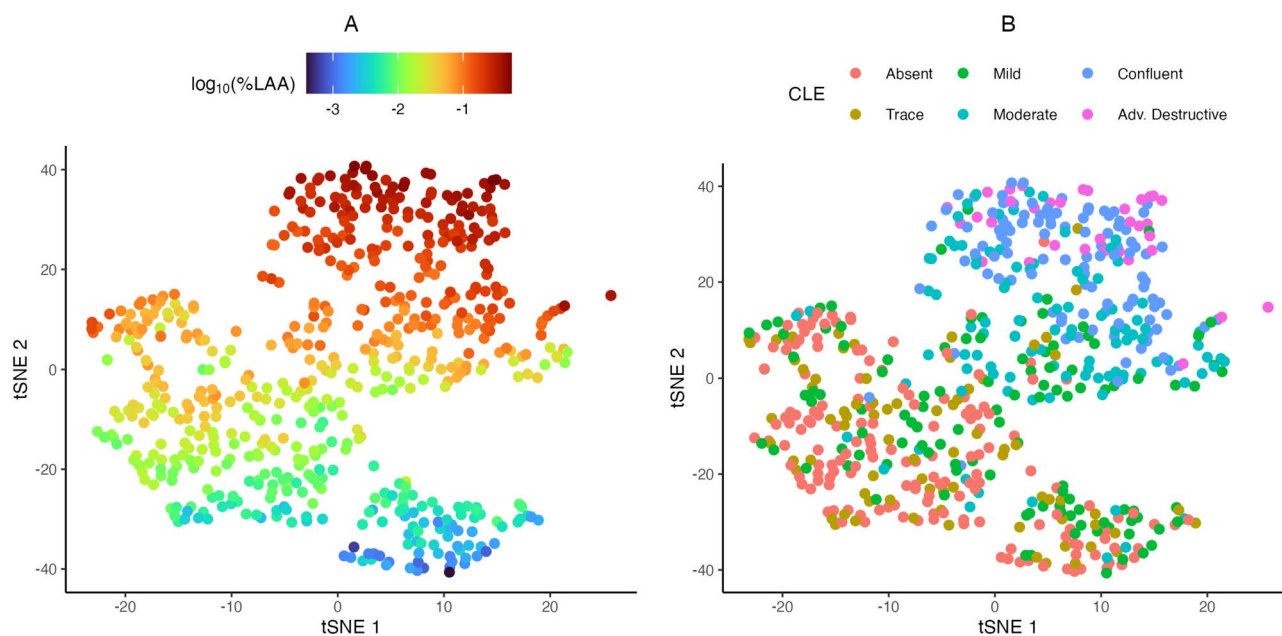 A
log10(%LAA)
-3 -2 -1
40
20
0
-20
-40
tSNE 2
-20 -10 0 10 20
tSNE 1
B
CLE
Absent Mild Confluent
Trace Moderate Adv. Destructive
40
20
0
-20
-40
tSNE 2
-20 -10 0 10 20
tSNE 1